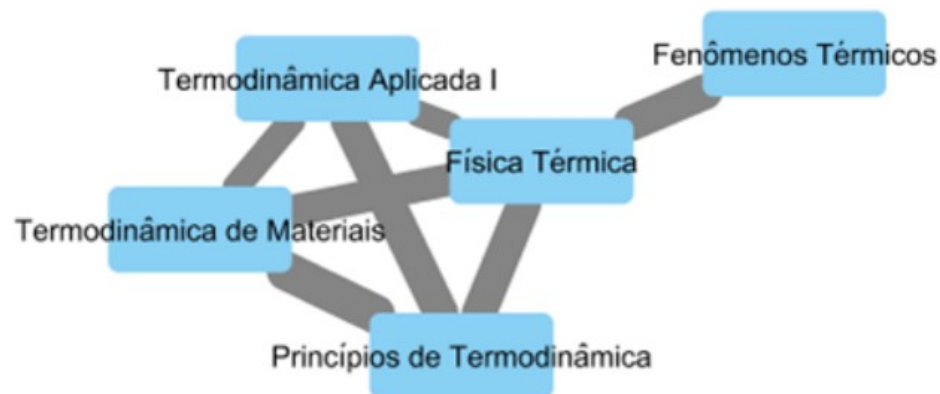 Fenômenos Térmicos
Termodinâmica Aplicada I
Física Térmica
Termodinâmica de Materiais
Princípios de Termodinâmica